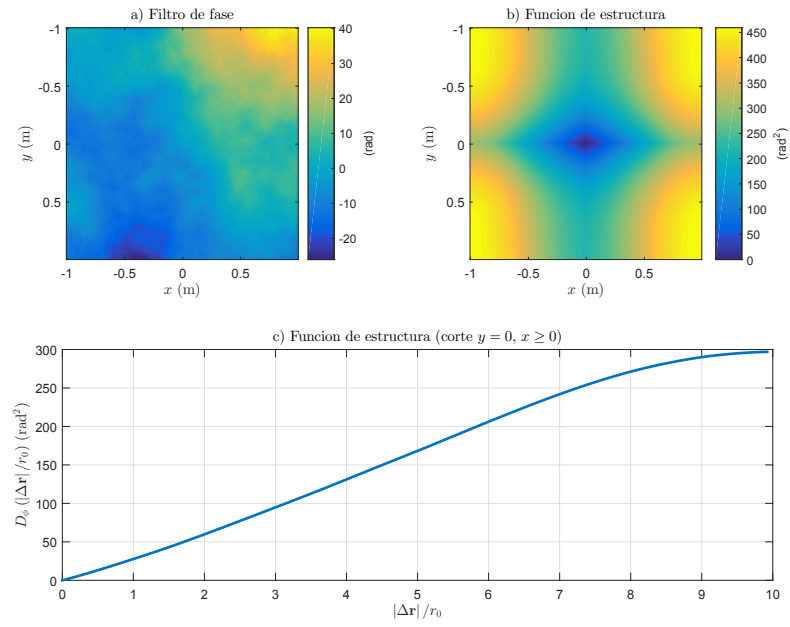 a) Filtro de fase
-1
-0.5
0
0.5
y (m)
-1 -0.5 0 0.5
x (m)
40
30
20
10
0
-10
-20
(rad)
b) Funcion de estructura
-1
-0.5
0
0.5
y (m)
-1 -0.5 0 0.5
x (m)
450
400
350
300
250
200
150
100
50
0
(rad²)
c) Funcion de estructura (corte y = 0, x ≥ 0)
300
250
200
150
100
50
0
D_ϕ (|Δr| /r₀) (rad²)
0 1 2 3 4 5 6 7 8 9 10
|Δr| /r₀